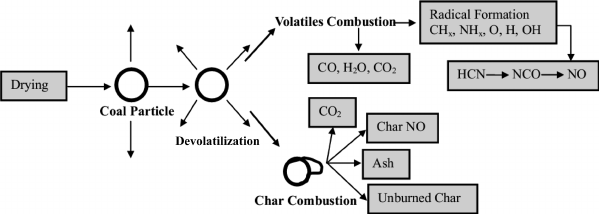 Drying
Coal Particle
Devolatilization
Volatiles Combustion
CO, H₂O, CO₂
Radical Formation
CHₓ, NHₓ, O, H, OH
HCN → NCO → NO
Char Combustion
CO₂
Char NO
Ash
Unburned Char